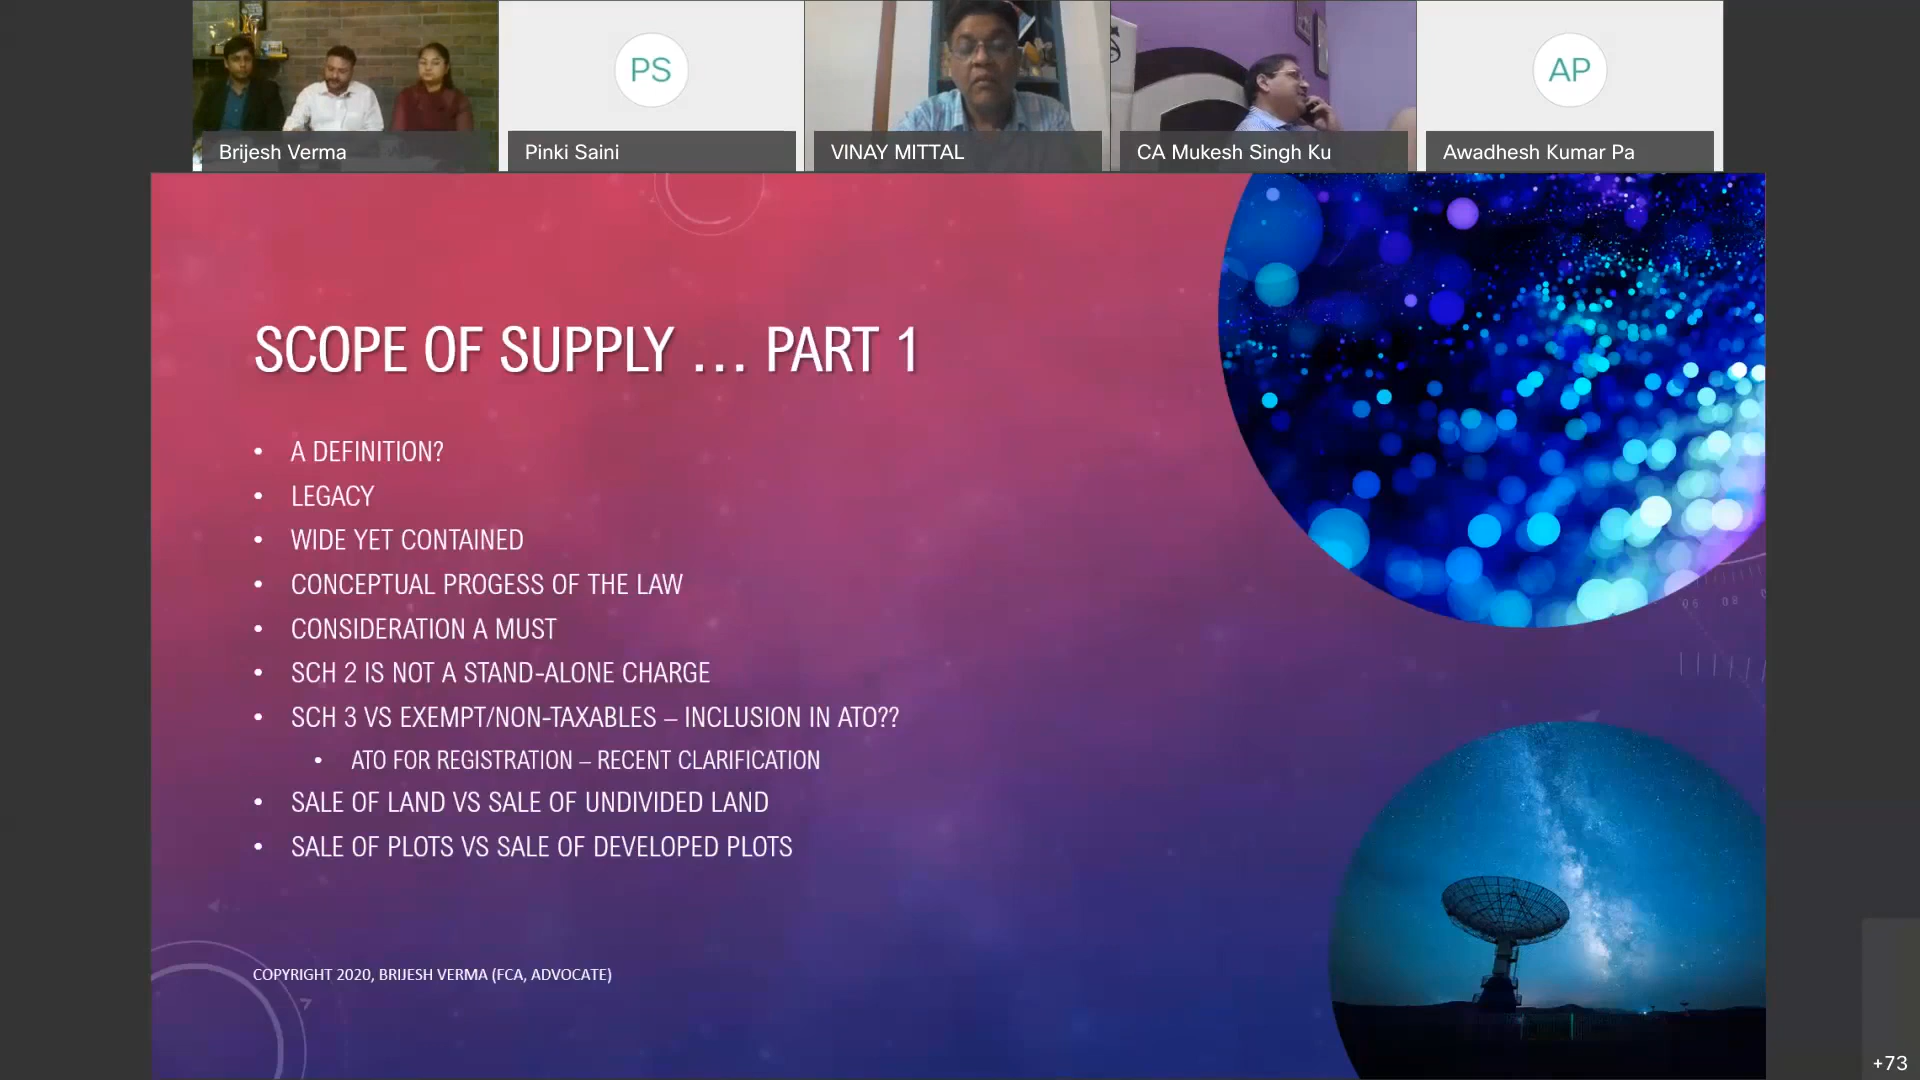 PS
AP
Brijesh Verma
Pinki Saini
VINAY MITTAL
CA Mukesh Singh Ku
Awadhesh Kumar Pa
SCOPE OF SUPPLY ... PART 1
• A DEFINITION?
• LEGACY
• WIDE YET CONTAINED
• CONCEPTUAL PROGESS OF THE LAW
• CONSIDERATION A MUST
• SCH 2 IS NOT A STAND-ALONE CHARGE
• SCH 3 VS EXEMPT/NON-TAXABLES – INCLUSION IN ATO??
• ATO FOR REGISTRATION – RECENT CLARIFICATION
• SALE OF LAND VS SALE OF UNDIVIDED LAND
• SALE OF PLOTS VS SALE OF DEVELOPED PLOTS
COPYRIGHT 2020, BRIJESH VERMA (FCA, ADVOCATE)
06 08
+73